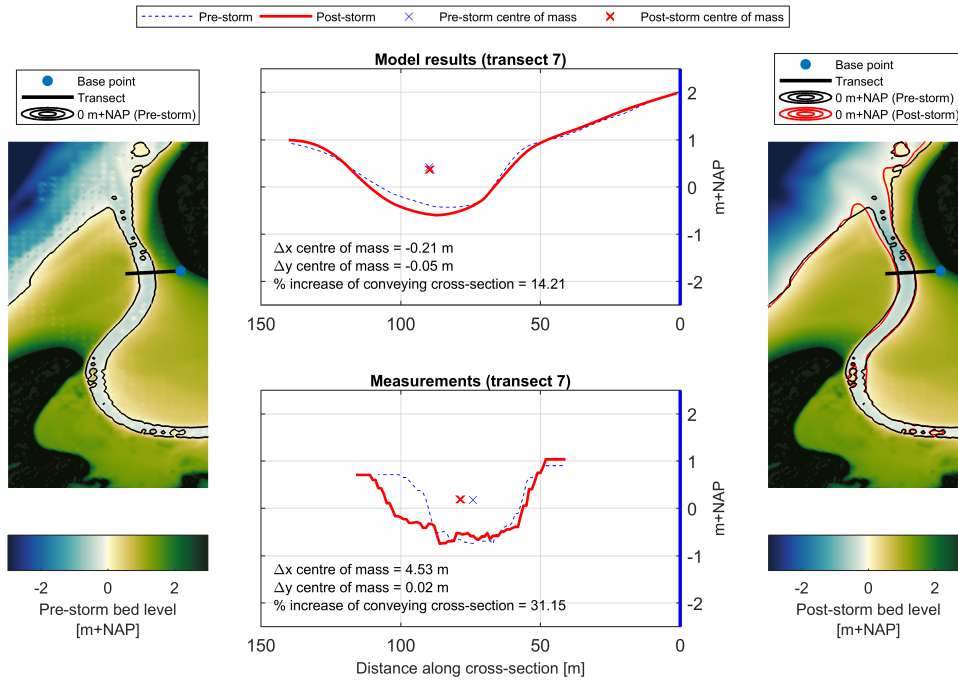 Pre-storm Post-storm Pre-storm centre of mass Post-storm centre of mass
Base point
Transect
0 m+NAP (Pre-storm)
-2 0 2
Pre-storm bed level
[m+NAP]
Model results (transect 7)
2
1
0
-1
-2
m+NAP
Δx centre of mass = -0.21 m
Δy centre of mass = -0.05 m
% increase of conveying cross-section = 14.21
150 100 50 0
Measurements (transect 7)
2
1
0
-1
-2
m+NAP
Δx centre of mass = 4.53 m
Δy centre of mass = 0.02 m
% increase of conveying cross-section = 31.15
150 100 50 0
Distance along cross-section [m]
Base point
Transect
0 m+NAP (Pre-storm)
0 m+NAP (Post-storm)
-2 0 2
Post-storm bed level
[m+NAP]